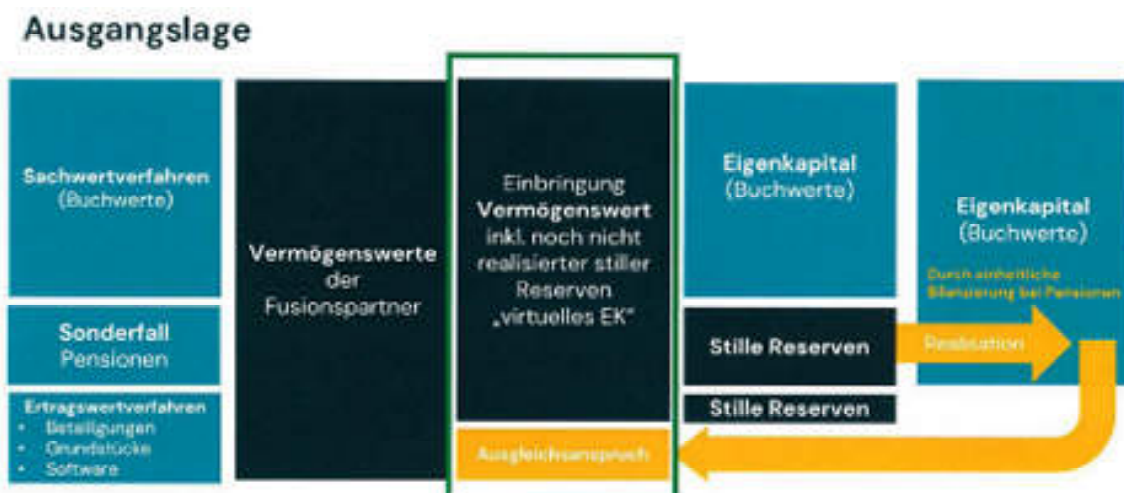 Ausgangslage
Sachwertverfahren
(Buchwerte)
Sonderfall
Pensionen
Ertragswertverfahren
• Beteiligungen
• Grundstücke
• Software
Vermögenswerte
der
Fusionspartner
Einbringung
Vermögenswert
inkl. noch nicht
realisierter stiller
Reserven
„virtuelles EK“
Ausgleichsanspruch
Eigenkapital
(Buchwerte)
Stille Reserven
Stille Reserven
Eigenkapital
(Buchwerte)
Durch einheitliche
Bilanzierung bei Pensionen
Realisation